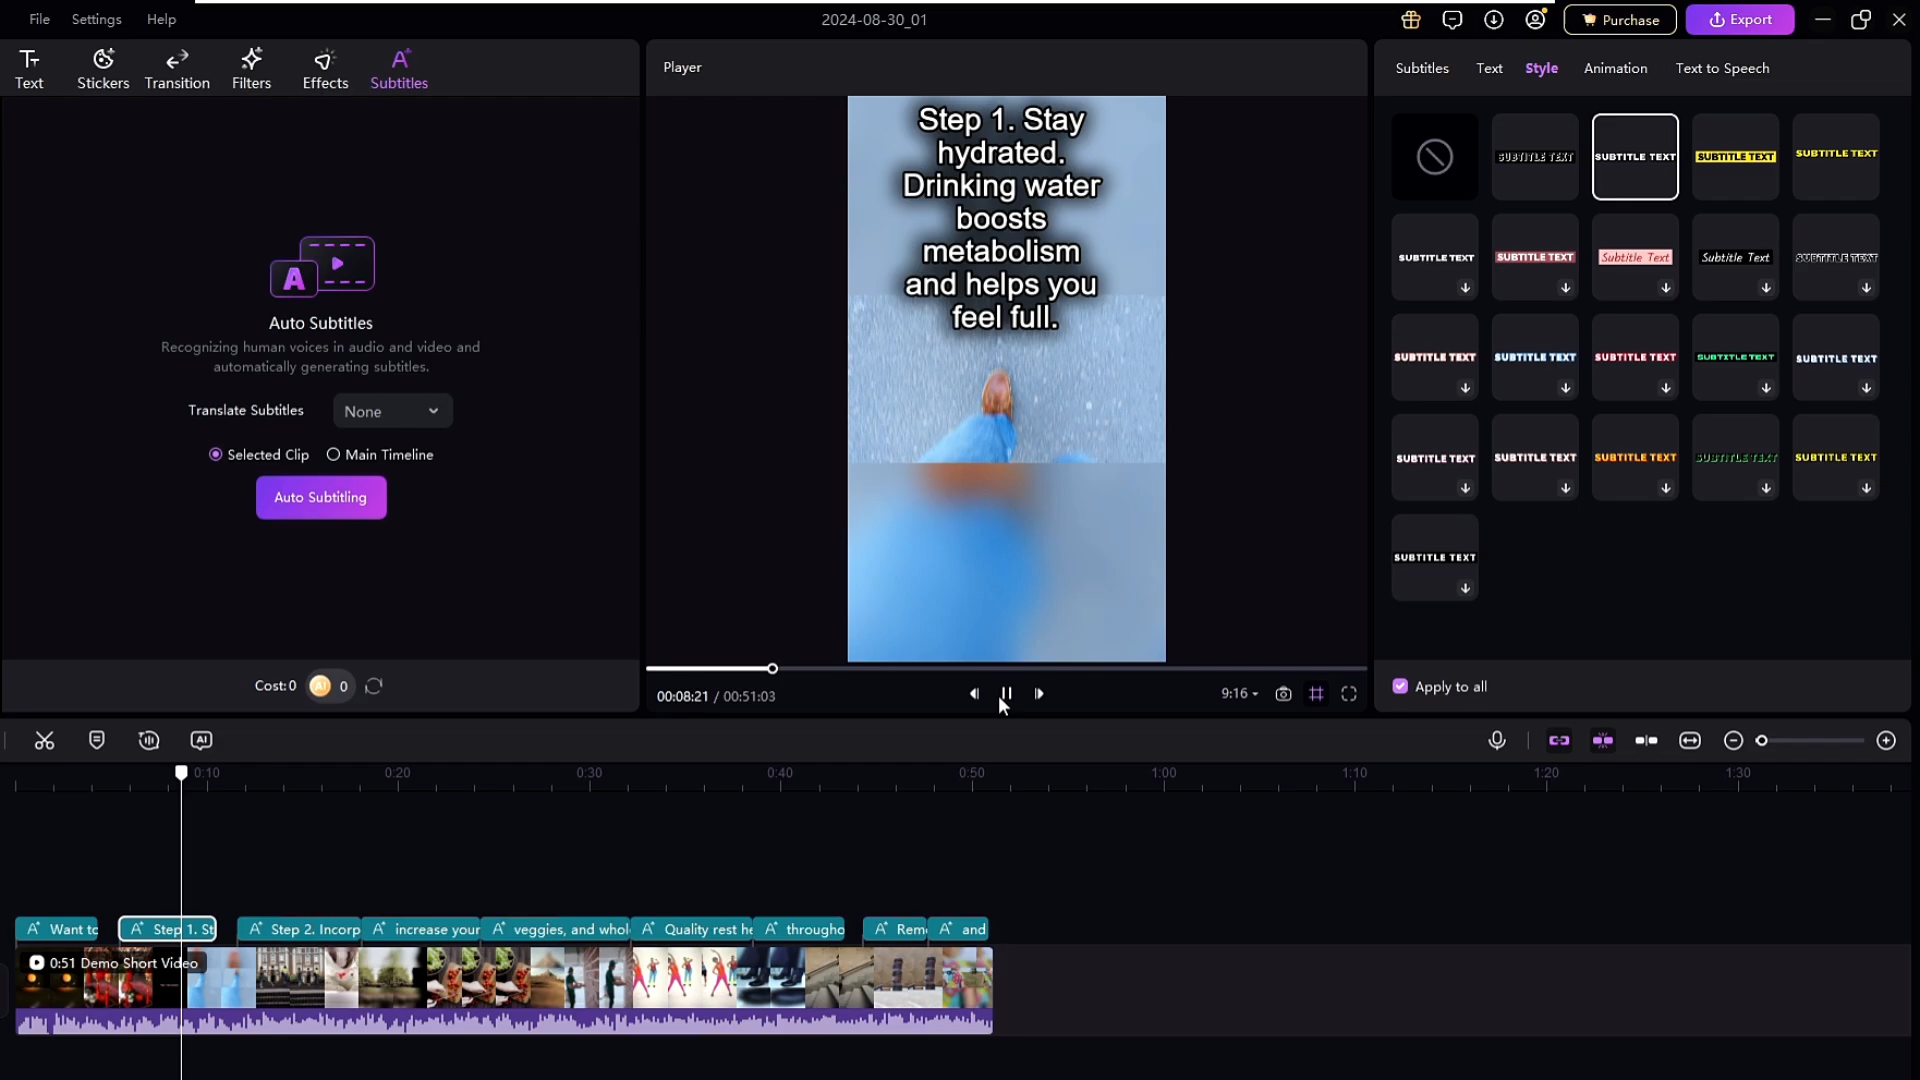 File Settings Help 2024-08-30_01 Purchase Export
Text Stickers Transition Filters Effects Subtitles
Player
Subtitles Text Style Animation Text to Speech
Step 1. Stay
hydrated.
Drinking water
boosts
metabolism
and helps you
feel full.
A
Auto Subtitles
Recognizing human voices in audio and video and
automatically generating subtitles.
Translate Subtitles None
Selected Clip Main Timeline
Auto Subtitling
Cost:0 AI 0
SUBTITLE TEXT SUBTITLE TEXT SUBTITLE TEXT SUBTITLE TEXT
SUBTITLE TEXT SUBTITLE TEXT Subtitle Text Subtitle Text SUBTITLE TEXT
SUBTITLE TEXT SUBTITLE TEXT SUBTITLE TEXT SUBTITLE TEXT SUBTITLE TEXT
SUBTITLE TEXT SUBTITLE TEXT SUBTITLE TEXT SUBTITLE TEXT SUBTITLE TEXT
SUBTITLE TEXT
00:08:21 / 00:51:03 9:16
Apply to all
AI
0:10 0:20 0:30 0:40 0:50 1:00 1:10 1:20 1:30
A Want to A Step 1. St A Step 2. Incorp A increase your A veggies, and whol A Quality rest he A througho A Rem A and
0:51 Demo Short Video